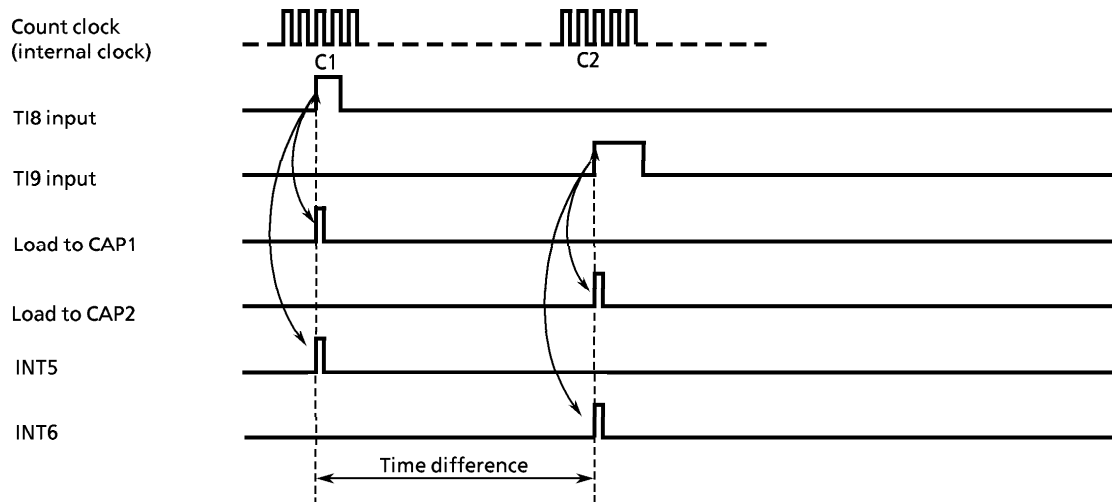 Count clock
(internal clock)
C1
C2
TI8 input
TI9 input
Load to CAP1
Load to CAP2
INT5
INT6
Time difference